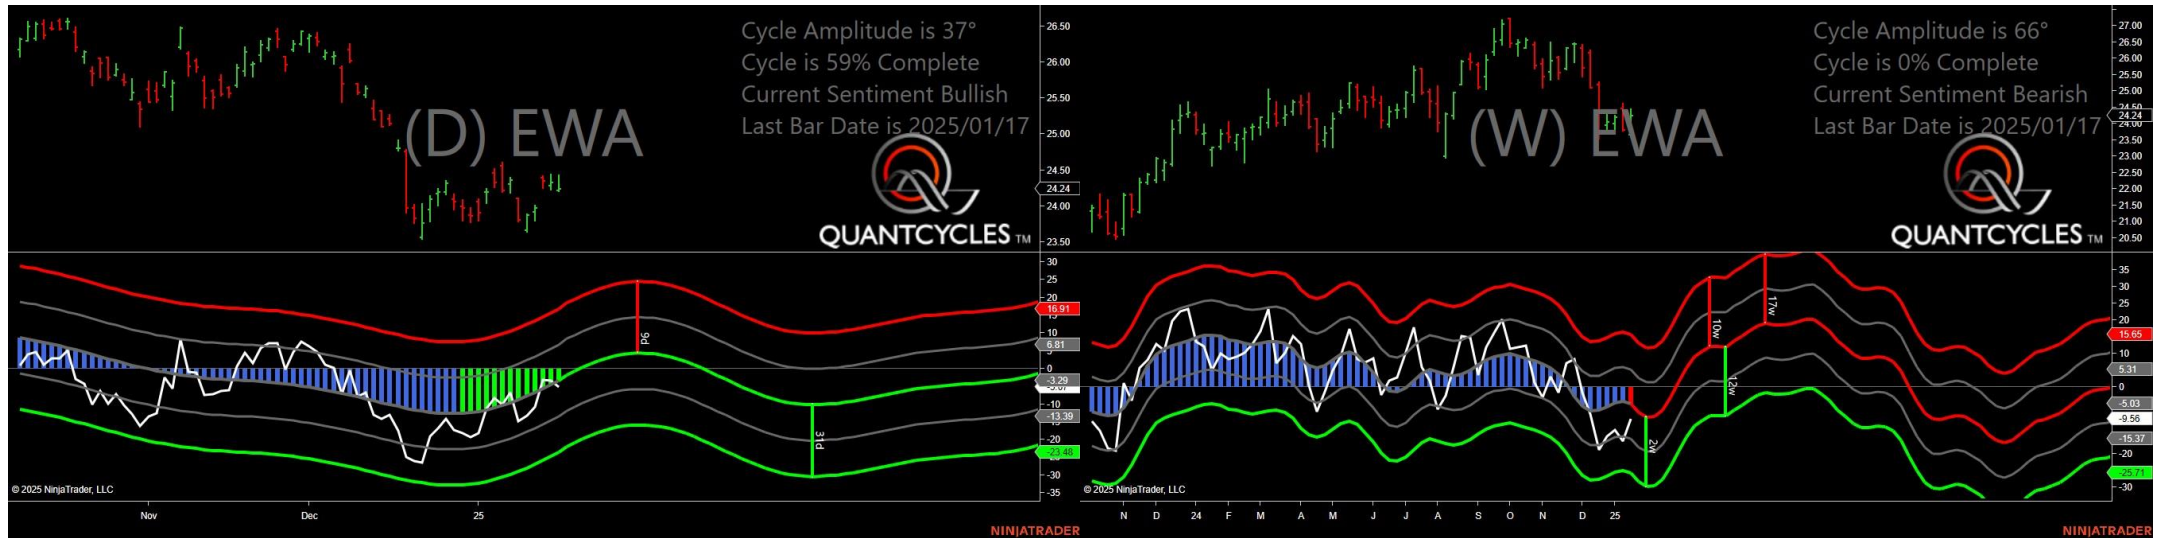 Cycle Amplitude is 37°
Cycle is 59% Complete
Current Sentiment Bullish
Last Bar Date is 2025/01/17
(D) EWA
QUANTCYCLES TM
26.50
26.00
25.50
25.00
24.50
24.24
24.00
23.50
30
25
20
16.91
10
6.81
5
0
-3.29
-10
-13.39
-20
-23.48
-30
-35
9d
31d
© 2025 NinjaTrader, LLC
Nov
Dec
25
NINJATRADER
Cycle Amplitude is 66°
Cycle is 0% Complete
Current Sentiment Bearish
Last Bar Date is 2025/01/17
(W) EWA
QUANTCYCLES TM
27.00
26.50
26.00
25.50
25.00
24.50
24.24
23.50
23.00
22.50
22.00
21.50
21.00
20.50
35
30
25
20
15.65
10
5.31
0
-5.03
-9.56
-15.37
-20
-25.71
-30
10w
17w
12w
2w
© 2025 NinjaTrader, LLC
N
D
24
F
M
A
M
J
J
A
S
O
N
D
25
NINJATRADER